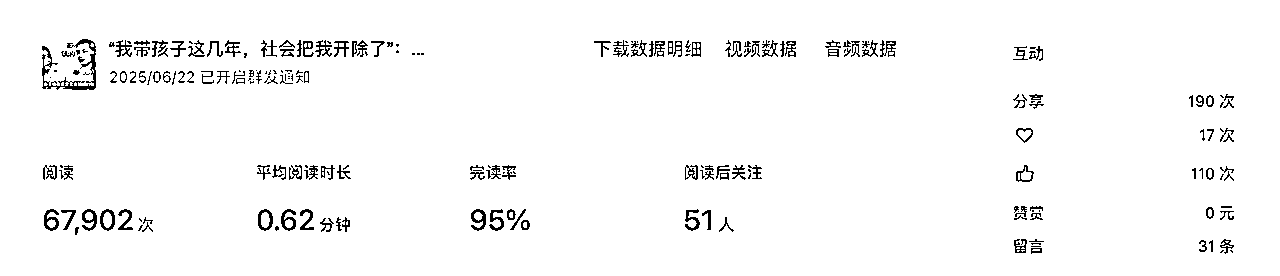 “我带孩子这几年，社会把我开除了”：...
2025/06/22 已开启群发通知
下载数据明细 视频数据 音频数据
阅读 平均阅读时长 完读率 阅读后关注
67,902 次 0.62 分钟 95% 51 人
互动
分享 190 次
17 次
110 次
赞赏 0 元
留言 31 条